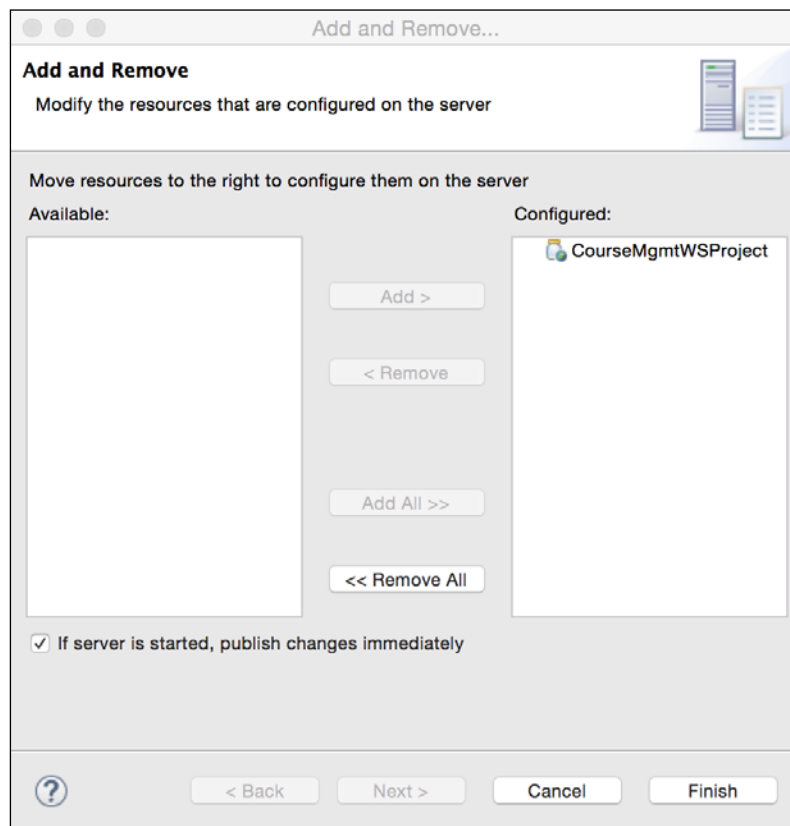 Add and Remove...
Add and Remove
Modify the resources that are configured on the server
Move resources to the right to configure them on the server
Available:
Configured:
CourseMgmtWSProject
Add >
< Remove
Add All >>
<< Remove All
If server is started, publish changes immediately
?
< Back
Next >
Cancel
Finish